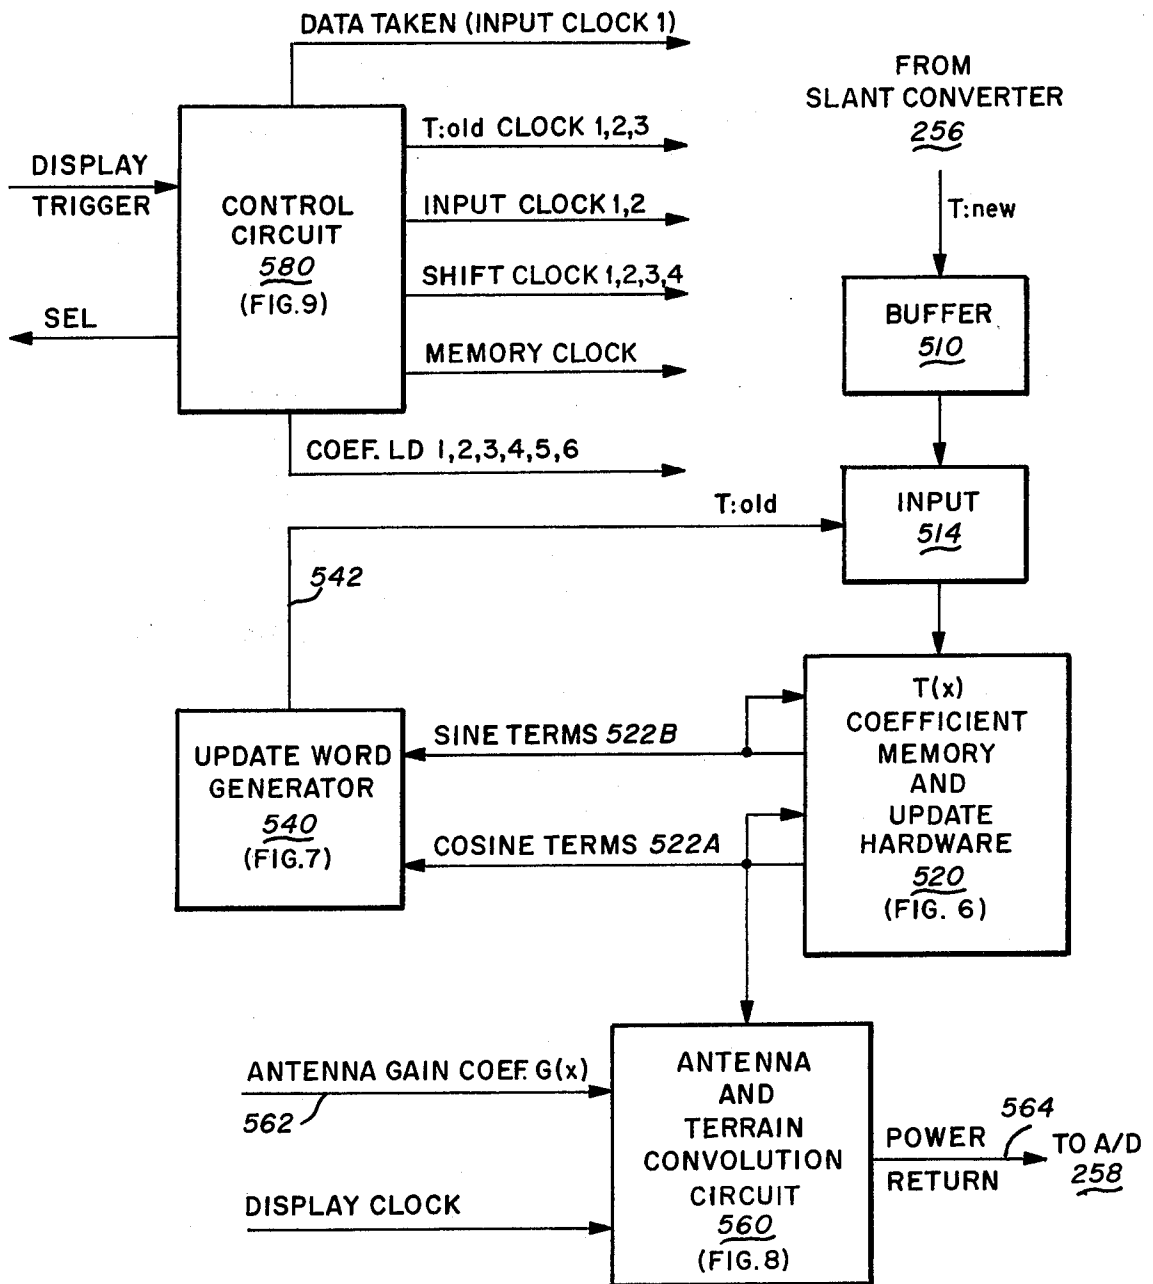 DATA TAKEN (INPUT CLOCK 1)
FROM
SLANT CONVERTER
256
T:new
DISPLAY
TRIGGER
SEL
CONTROL
CIRCUIT
580
(FIG.9)
T:old CLOCK 1,2,3
INPUT CLOCK 1,2
SHIFT CLOCK 1,2,3,4
MEMORY CLOCK
COEF. LD 1,2,3,4,5,6
BUFFER
510
INPUT
514
T:old
542
UPDATE WORD
GENERATOR
540
(FIG.7)
SINE TERMS 522B
COSINE TERMS 522A
T(x)
COEFFICIENT
MEMORY
AND
UPDATE
HARDWARE
520
(FIG. 6)
ANTENNA GAIN COEF. G(x)
562
DISPLAY CLOCK
ANTENNA
AND
TERRAIN
CONVOLUTION
CIRCUIT
560
(FIG.8)
POWER
RETURN
564
TO A/D
258